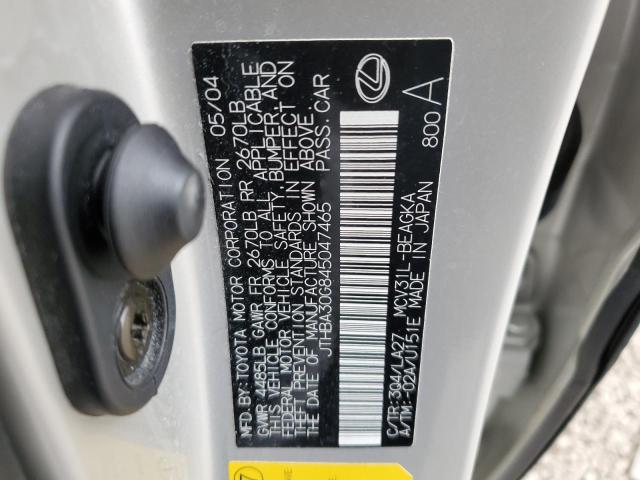 MFD. BY: TOYOTA MOTOR CORPORATION 05/04
GVWR 4485LB GAWR FR 2670LB RR 2670LB
THIS VEHICLE CONFORMS TO ALL APPLICABLE
FEDERAL MOTOR VEHICLE SAFETY, BUMPER, AND
THEFT PREVENTION STANDARDS IN EFFECT ON
THE DATE OF MANUFACTURE SHOWN ABOVE.
JTHBA30G845047465 PASS. CAR
C/TR:304/LA27 MCV31L-BEAGKA
A/TM:-02A/U151E MADE IN JAPAN 800 A